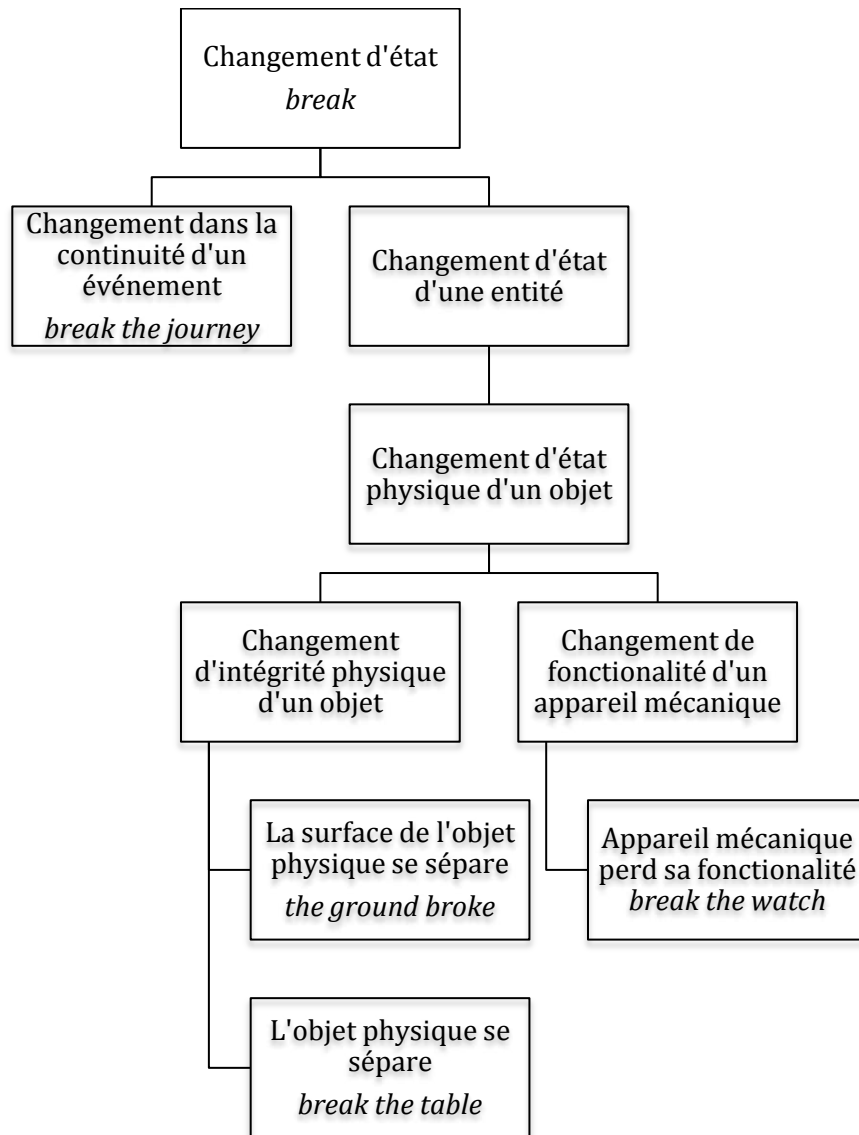 Changement d'état
break
Changement dans la
continuité d'un
événement
break the journey
Changement d'état
d'une entité
Changement d'état
physique d'un objet
Changement
d'intégrité physique
d'un objet
Changement de
fonctionalité d'un
appareil mécanique
La surface de l'objet
physique se sépare
the ground broke
Appareil mécanique
perd sa fonctionalité
break the watch
L'objet physique se
sépare
break the table